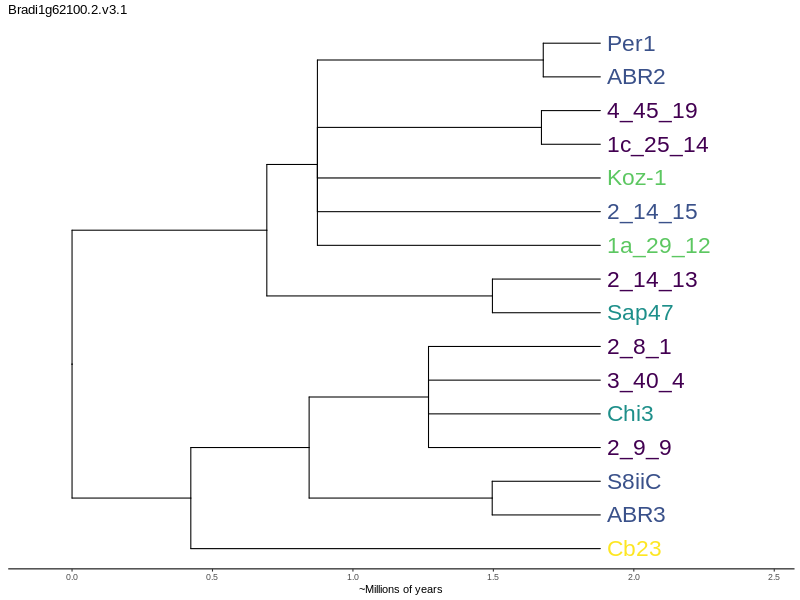 Bradi1g62100.2.v3.1
Per1
ABR2
4_45_19
1c_25_14
Koz-1
2_14_15
1a_29_12
2_14_13
Sap47
2_8_1
3_40_4
Chi3
2_9_9
S8iiC
ABR3
Cb23
0.0 0.5 1.0 1.5 2.0 2.5
~Millions of years